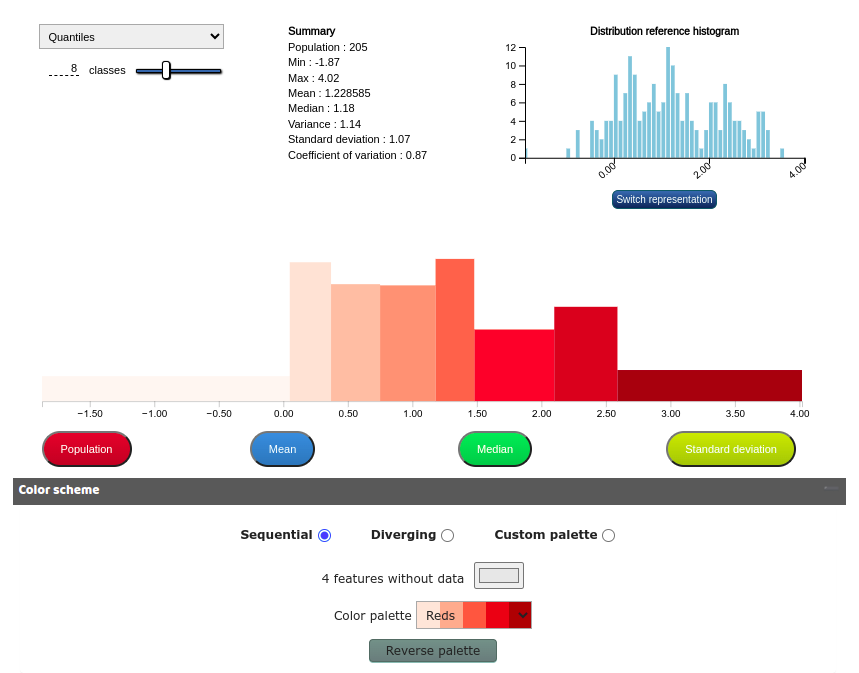 Quantiles
8 classes
Summary
Population : 205
Min : -1.87
Max : 4.02
Mean : 1.228585
Median : 1.18
Variance : 1.14
Standard deviation : 1.07
Coefficient of variation : 0.87
Distribution reference histogram
12
10
8
6
4
2
0
0.00 2.00 4.00
Switch representation
−1.50 −1.00 −0.50 0.00 0.50 1.00 1.50 2.00 2.50 3.00 3.50 4.00
Population Mean Median Standard deviation
Color scheme
Sequential Diverging Custom palette
4 features without data
Color palette Reds
Reverse palette